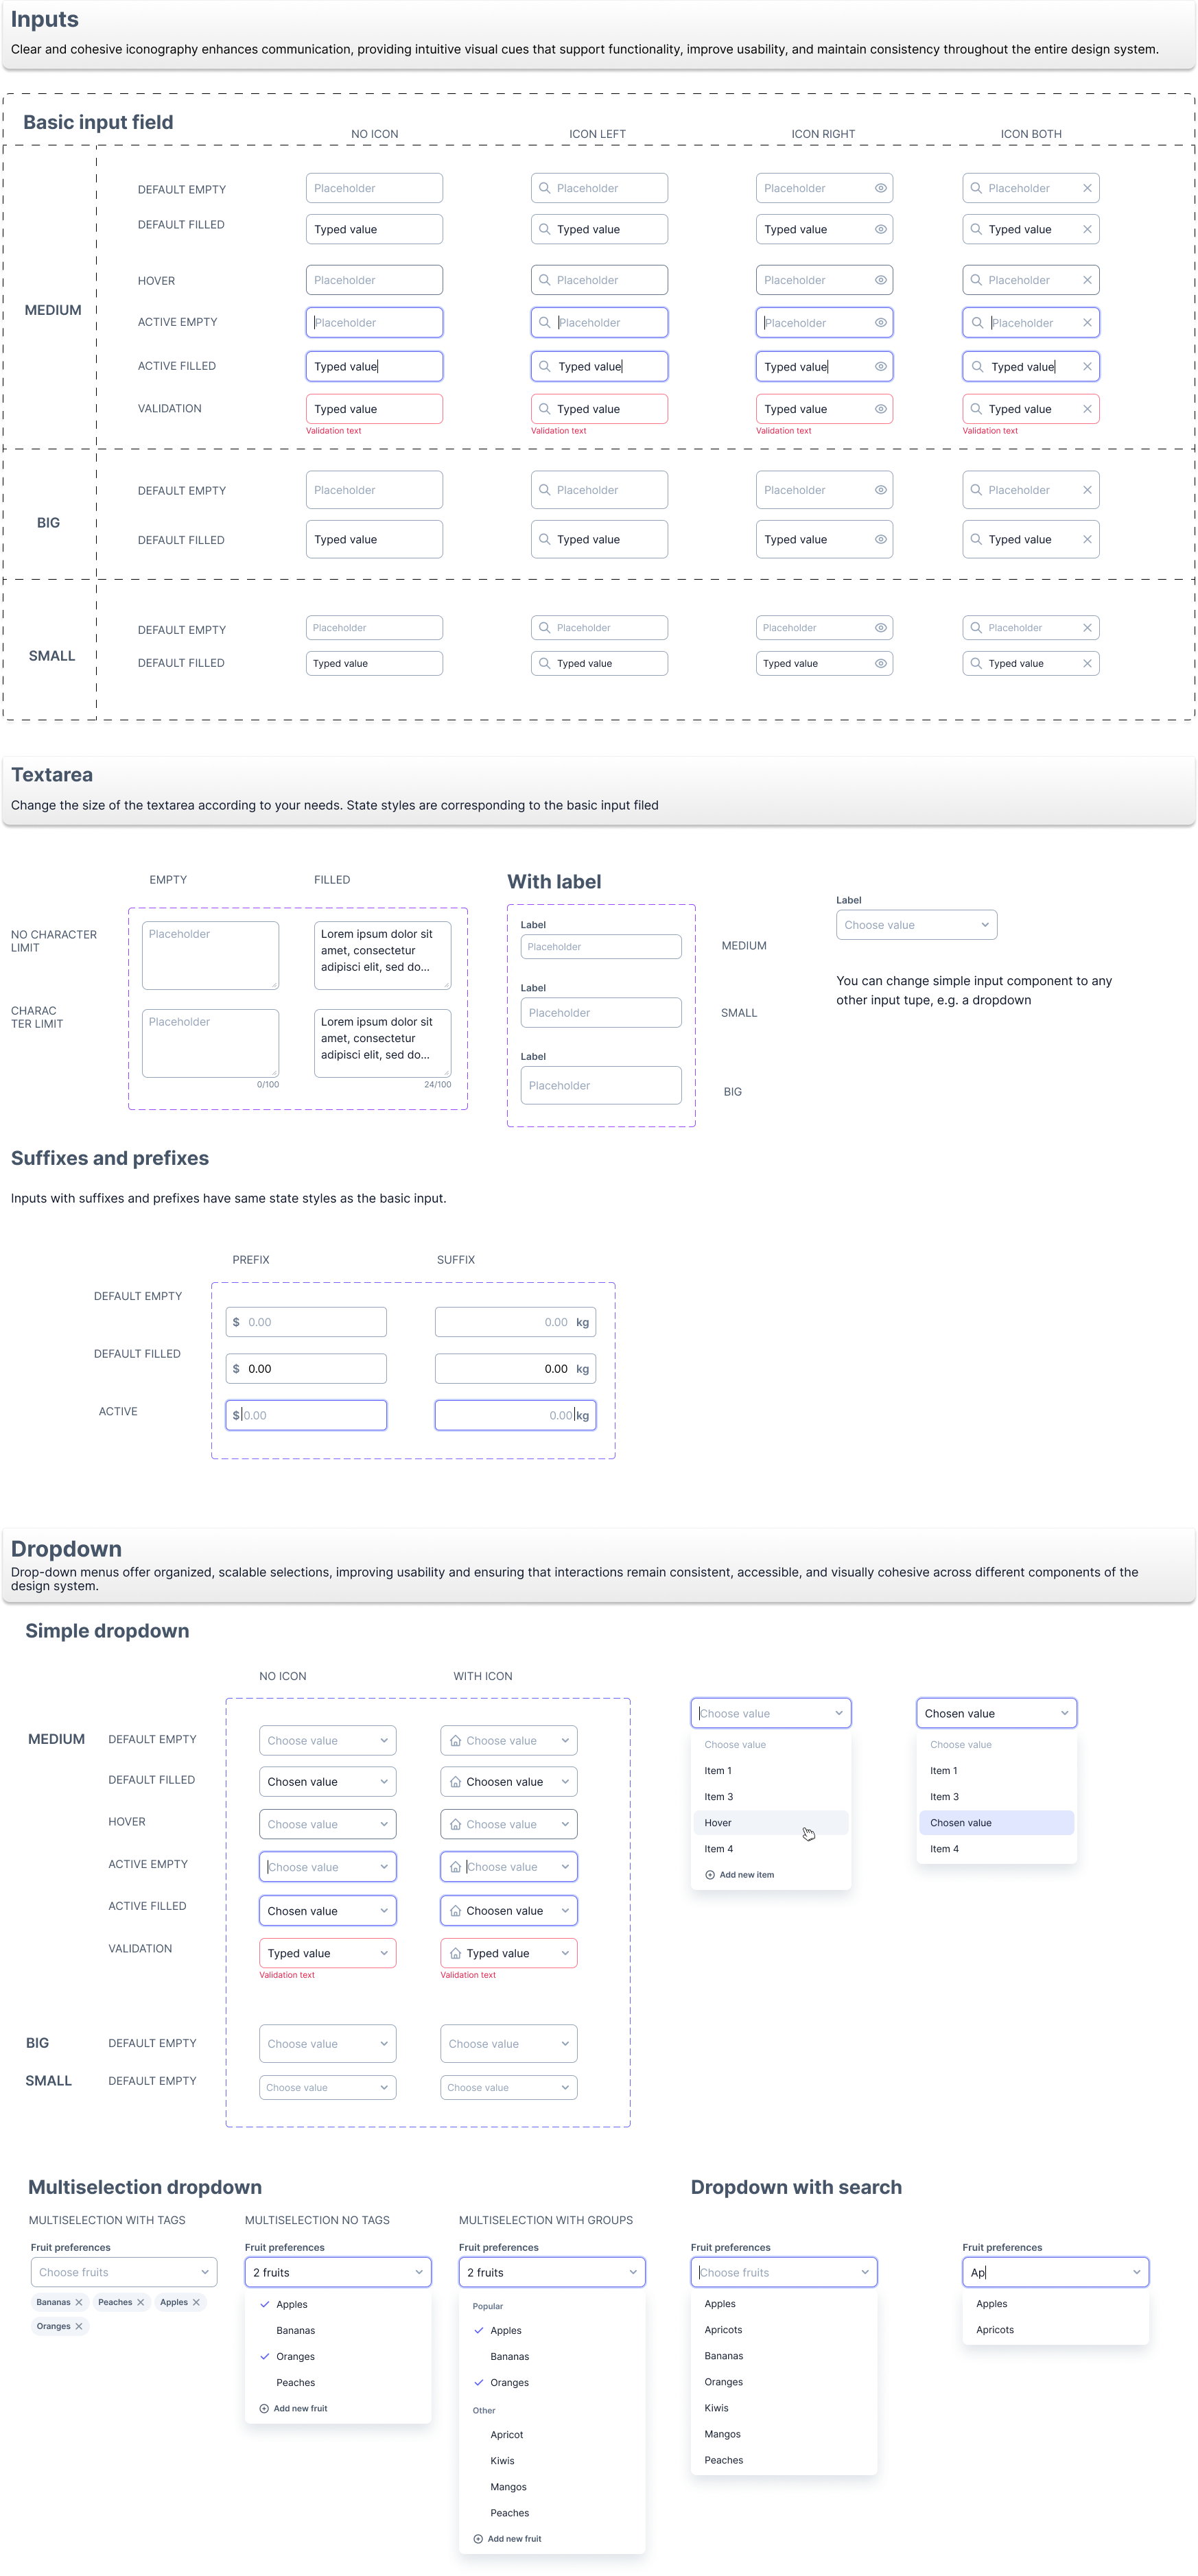 Inputs
Clear and cohesive iconography enhances communication, providing intuitive visual cues that support functionality, improve usability, and maintain consistency throughout the entire design system.
Basic input field
NO ICON ICON LEFT ICON RIGHT ICON BOTH
MEDIUM
DEFAULT EMPTY Placeholder Placeholder Placeholder Placeholder
DEFAULT FILLED Typed value Typed value Typed value Typed value
HOVER Placeholder Placeholder Placeholder Placeholder
ACTIVE EMPTY Placeholder Placeholder Placeholder Placeholder
ACTIVE FILLED Typed value Typed value Typed value Typed value
VALIDATION Typed value Typed value Typed value Typed value
Validation text Validation text Validation text Validation text
BIG
DEFAULT EMPTY Placeholder Placeholder Placeholder Placeholder
DEFAULT FILLED Typed value Typed value Typed value Typed value
SMALL
DEFAULT EMPTY Placeholder Placeholder Placeholder Placeholder
DEFAULT FILLED Typed value Typed value Typed value Typed value
Textarea
Change the size of the textarea according to your needs. State styles are corresponding to the basic input filed
EMPTY FILLED
NO CHARACTER
LIMIT
Placeholder
Lorem ipsum dolor sit
amet, consectetur
adipisci elit, sed do...
CHARAC
TER LIMIT
Placeholder
Lorem ipsum dolor sit
amet, consectetur
adipisci elit, sed do...
0/100 24/100
With label
Label
Placeholder
MEDIUM
Label
Placeholder
SMALL
Label
Placeholder
BIG
Label
Choose value
You can change simple input component to any
other input tupe, e.g. a dropdown
Suffixes and prefixes
Inputs with suffixes and prefixes have same state styles as the basic input.
PREFIX SUFFIX
DEFAULT EMPTY
$ 0.00 0.00 kg
DEFAULT FILLED
$ 0.00 0.00 kg
ACTIVE
$ 0.00 0.00 kg
Dropdown
Drop-down menus offer organized, scalable selections, improving usability and ensuring that interactions remain consistent, accessible, and visually cohesive across different components of the
design system.
Simple dropdown
NO ICON WITH ICON
MEDIUM DEFAULT EMPTY Choose value Choose value
DEFAULT FILLED Chosen value Choosen value
HOVER Choose value Choose value
ACTIVE EMPTY Choose value Choose value
ACTIVE FILLED Chosen value Choosen value
VALIDATION Typed value Typed value
Validation text Validation text
BIG DEFAULT EMPTY Choose value Choose value
SMALL DEFAULT EMPTY Choose value Choose value
Choose value
Choose value
Item 1
Item 3
Hover
Item 4
Add new item
Chosen value
Choose value
Item 1
Item 3
Chosen value
Item 4
Multiselection dropdown
MULTISELECTION WITH TAGS
Fruit preferences
Choose fruits
Bananas Peaches Apples
Oranges
MULTISELECTION NO TAGS
Fruit preferences
2 fruits
Apples
Bananas
Oranges
Peaches
Add new fruit
MULTISELECTION WITH GROUPS
Fruit preferences
2 fruits
Popular
Apples
Bananas
Oranges
Other
Apricot
Kiwis
Mangos
Peaches
Add new fruit
Dropdown with search
Fruit preferences
Choose fruits
Apples
Apricots
Bananas
Oranges
Kiwis
Mangos
Peaches
Fruit preferences
Ap
Apples
Apricots